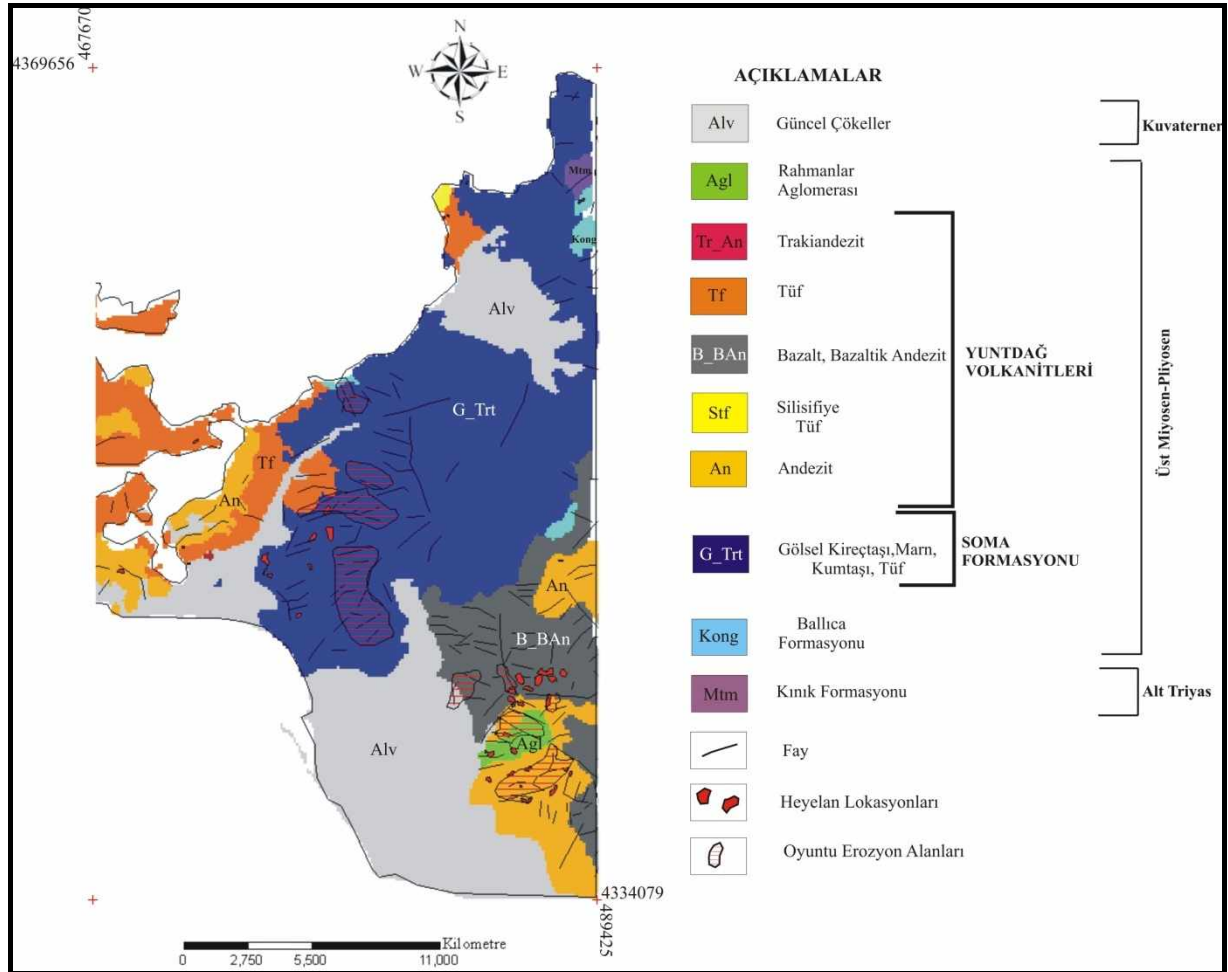 467670
4369656
N
W E
S
AÇIKLAMALAR
Alv Güncel Çökeller
Kuvaterner
Agl Rahmanlar
Aglomerası
Tr_An Trakiandezit
Tf Tüf
B_BAn Bazalt, Bazaltik Andezit
YUNTDAĞ
VOLKANİTLERİ
Stf Silisifiye
Tüf
An Andezit
Üst Miyosen-Pliyosen
G_Trt Gölsel Kireçtaşı,Marn,
Kumtaşı, Tüf
SOMA
FORMASYONU
Kong Ballıca
Formasyonu
Mtm Kınık Formasyonu
Alt Triyas
Fay
Heyelan Lokasyonları
Oyuntu Erozyon Alanları
Mtm
Kong
Alv
G_Trt
Tf
An
An
B_BAn
Alv
Agl
4334079
489425
Kilometre
0 2,750 5,500 11,000